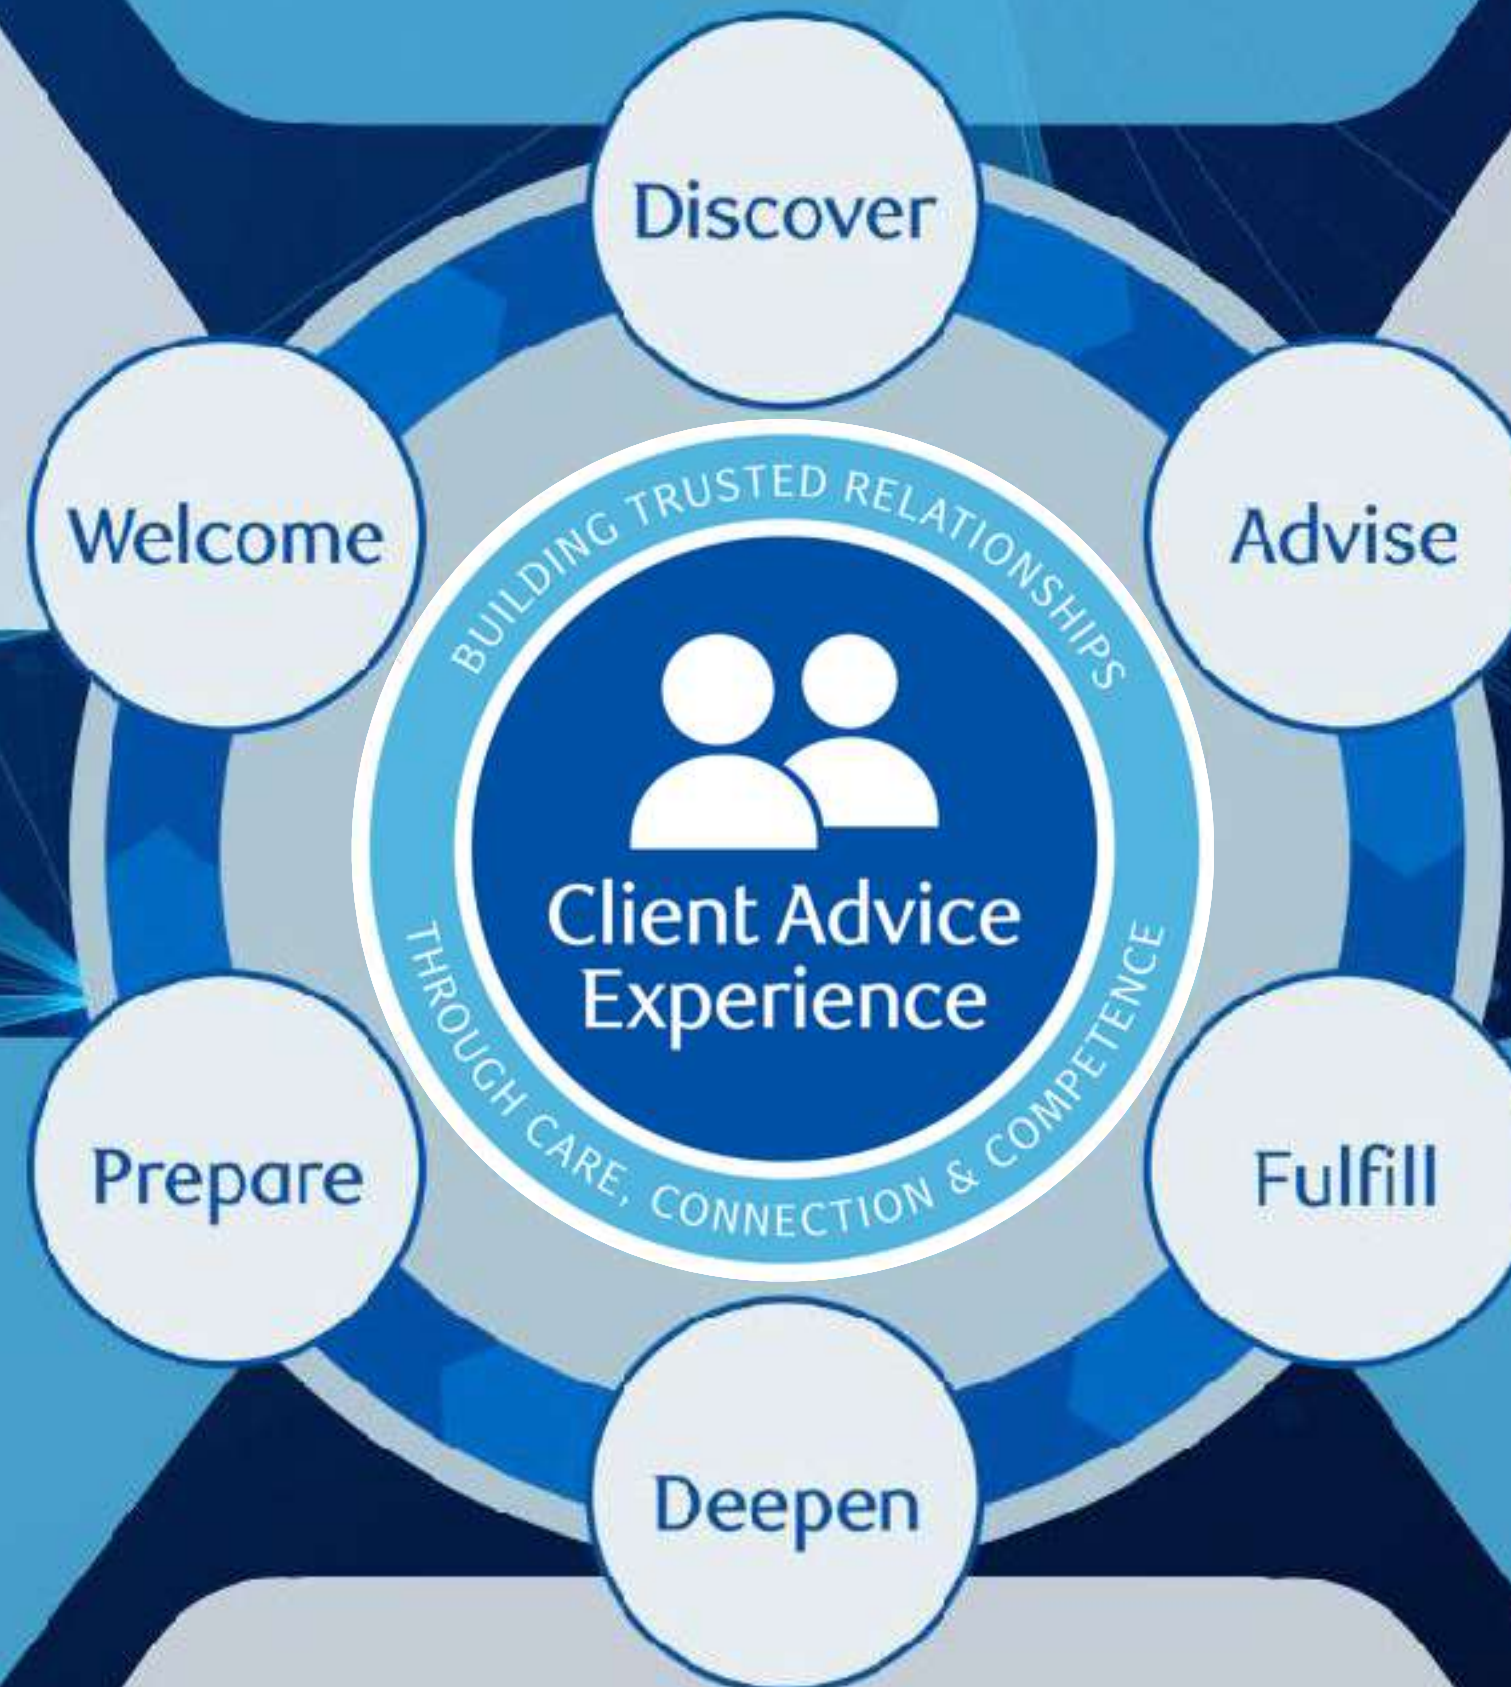 Discover
Welcome
Advise
BUILDING TRUSTED RELATIONSHIPS
Client Advice
Experience
THROUGH CARE, CONNECTION & COMPETENCE
Prepare
Fulfill
Deepen